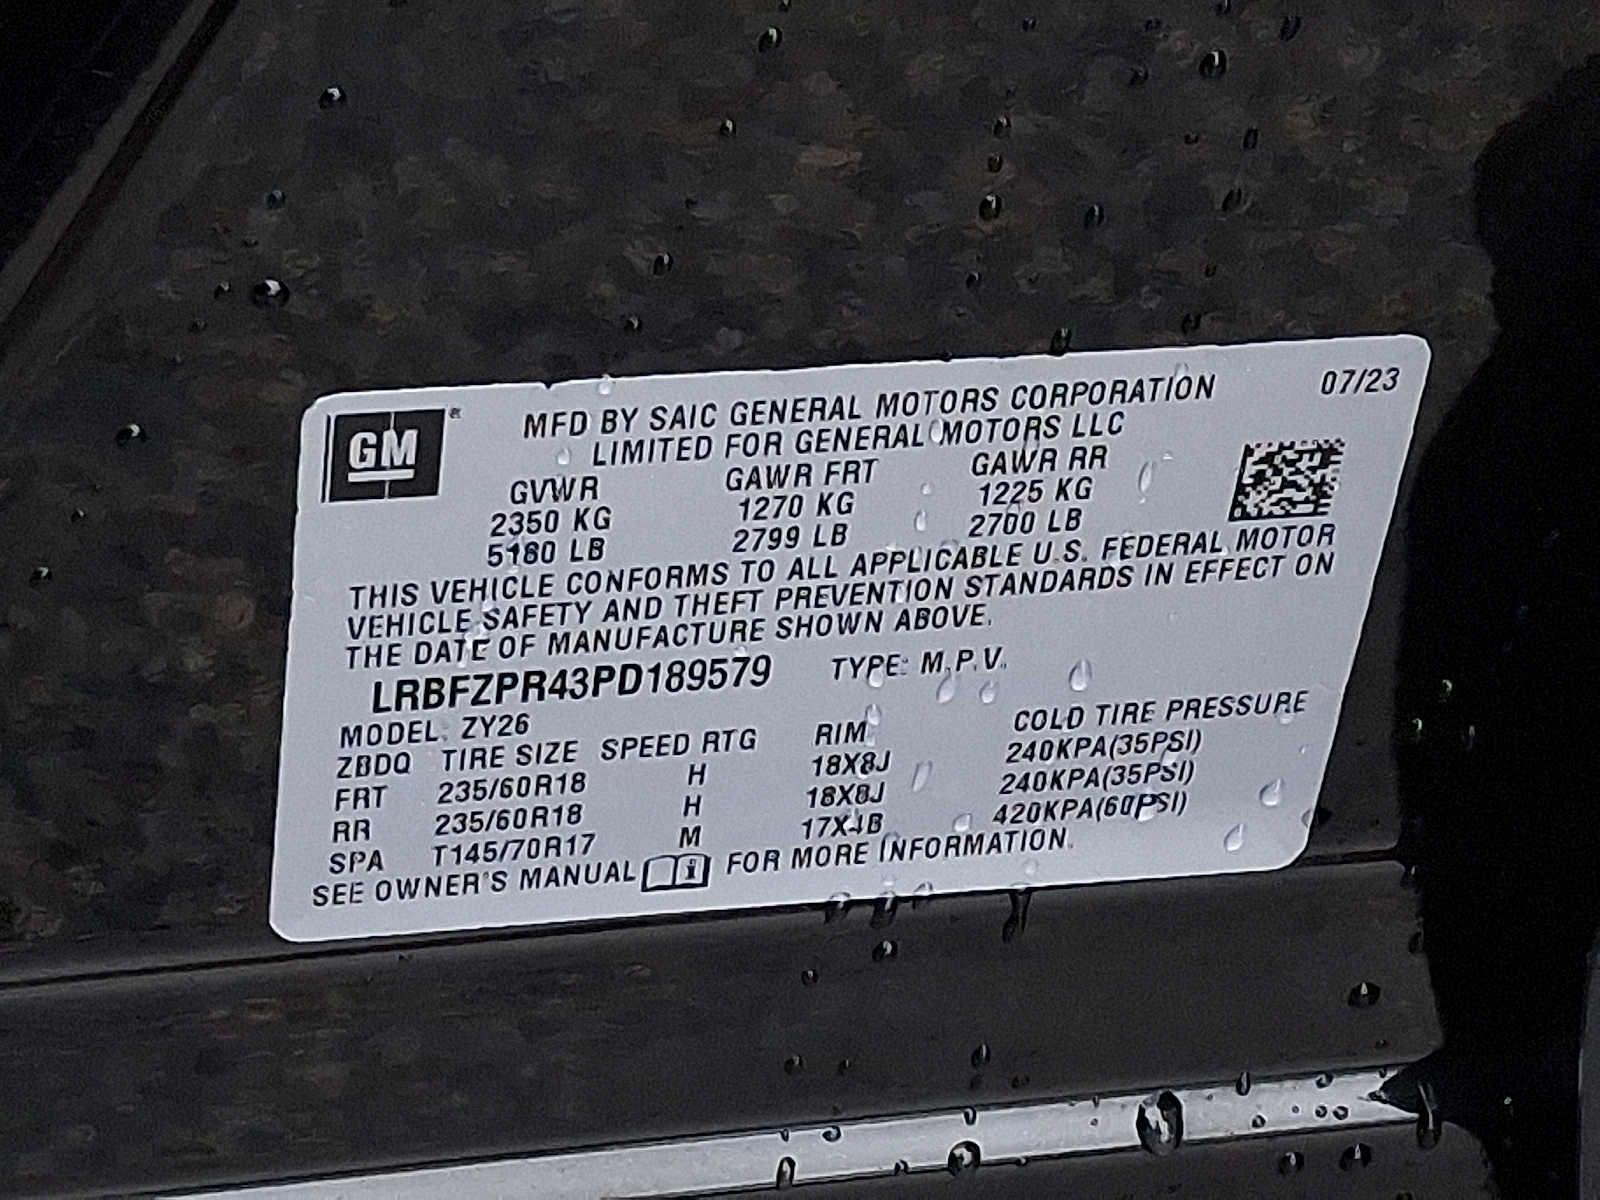 GM
MFD BY SAIC GENERAL MOTORS CORPORATION
07/23
LIMITED FOR GENERAL MOTORS LLC
GVWR GAWR FRT GAWR RR
2350 KG 1270 KG 1225 KG
5180 LB 2799 LB 2700 LB
THIS VEHICLE CONFORMS TO ALL APPLICABLE U.S. FEDERAL MOTOR
VEHICLE SAFETY AND THEFT PREVENTION STANDARDS IN EFFECT ON
THE DATE OF MANUFACTURE SHOWN ABOVE.
LRBFZPR43PD189579 TYPE: M.P.V.
MODEL: ZY26
ZBDQ TIRE SIZE SPEED RTG RIM COLD TIRE PRESSURE
FRT 235/60R18 H 18X8J 240KPA(35PSI)
RR 235/60R18 H 18X8J 240KPA(35PSI)
SPA T145/70R17 M 17X4B 420KPA(60PSI)
SEE OWNER'S MANUAL FOR MORE INFORMATION.